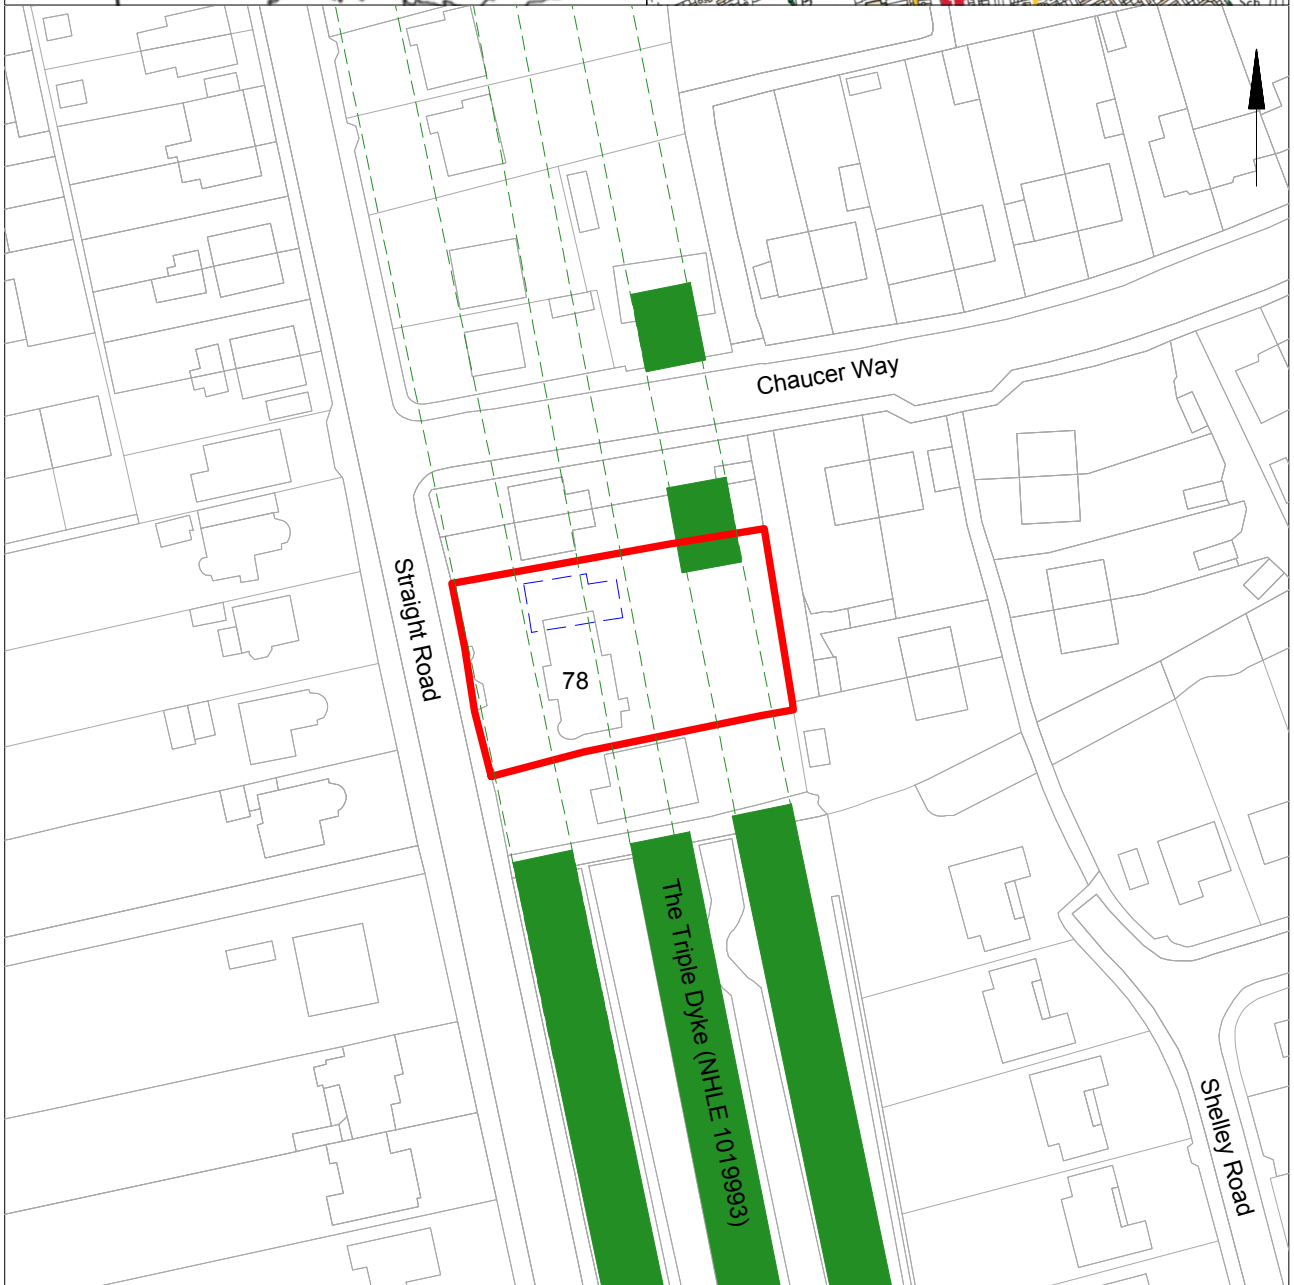 Chaucer Way
Straight Road
78
The Triple Dyke (NHLE 1019993)
Shelley Road